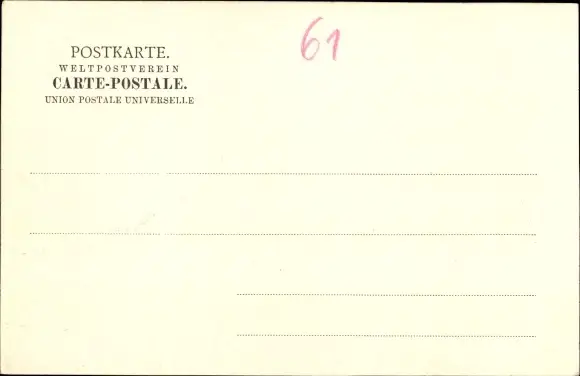 61
POSTKARTE.
WELTPOSTVEREIN
CARTE-POSTALE.
UNION POSTALE UNIVERSELLE